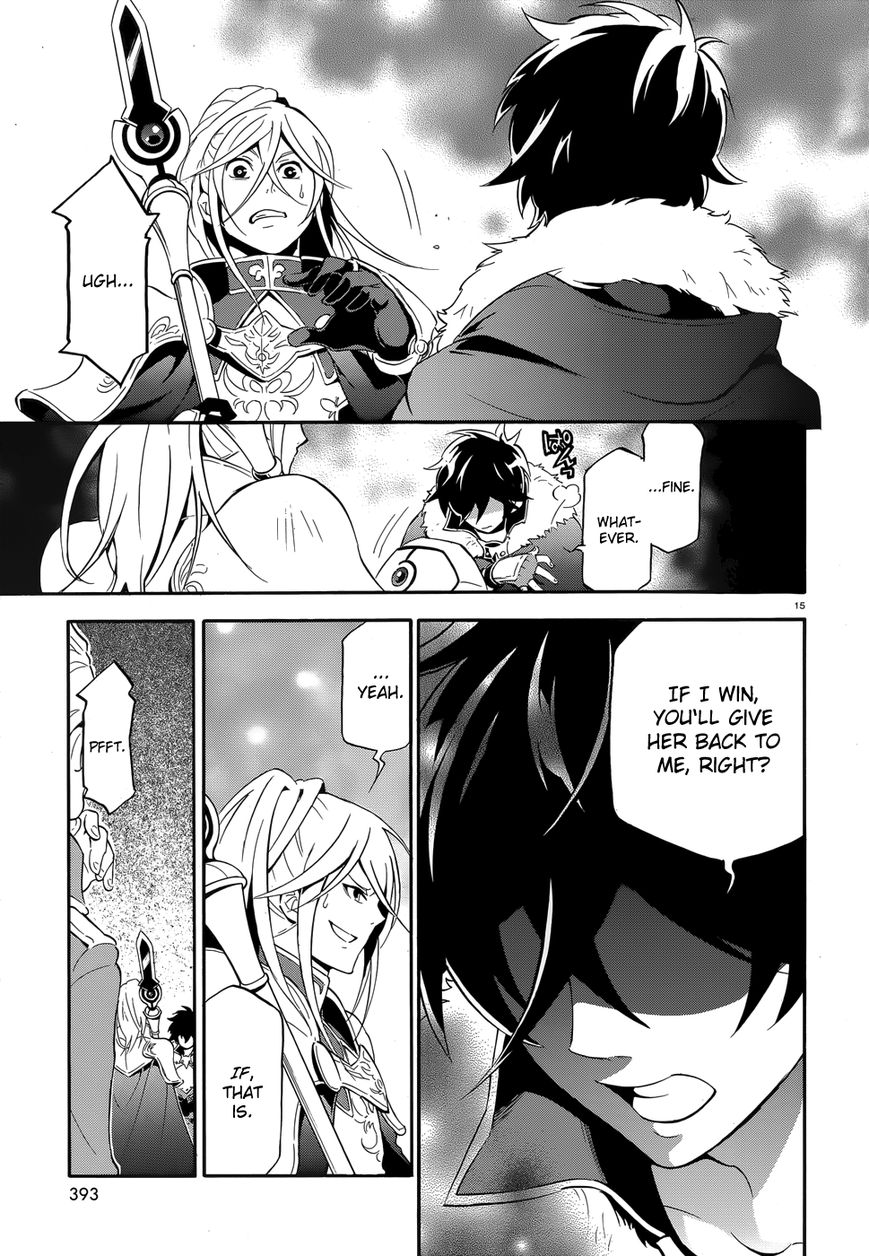 UGH...
...FINE.
WHAT-
EVER.
15
IF I WIN,
YOU'LL GIVE
HER BACK TO
ME, RIGHT?
...
YEAH.
IF,
THAT
IS.
PFFT.
393